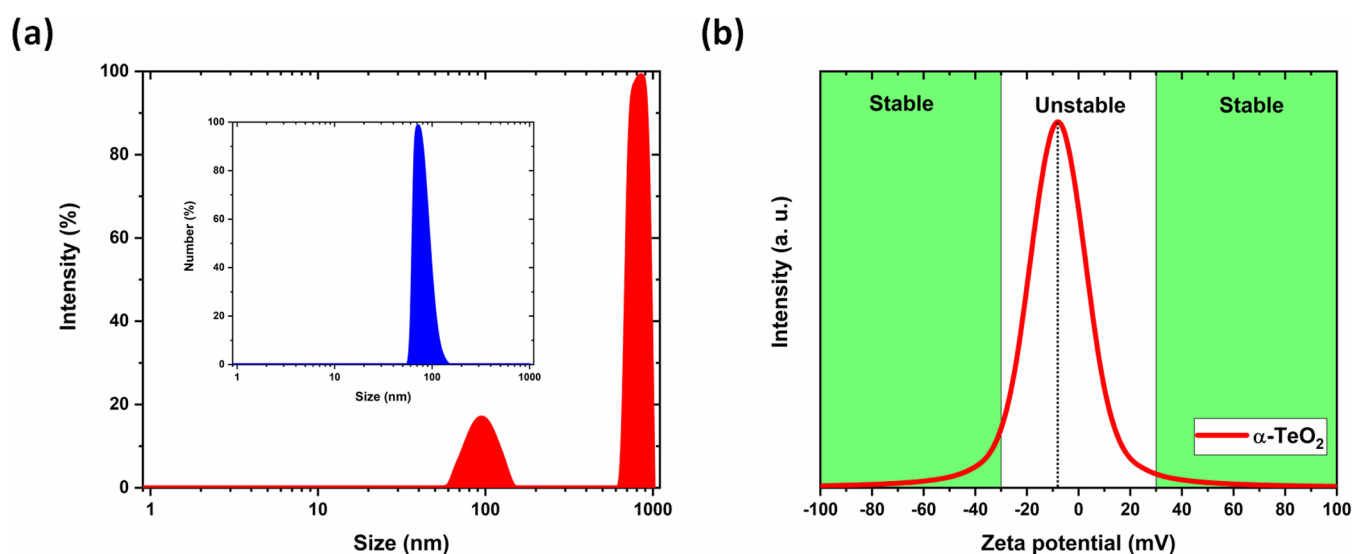 (a)
(b)
100
80
60
40
20
0
Intensity (%)
1
10
100
1000
Size (nm)
100
80
60
40
20
0
Number (%)
1
10
100
1000
Size (nm)
Stable
Unstable
Stable
Intensity (a. u.)
α-TeO₂
-100 -80 -60 -40 -20 0 20 40 60 80 100
Zeta potential (mV)